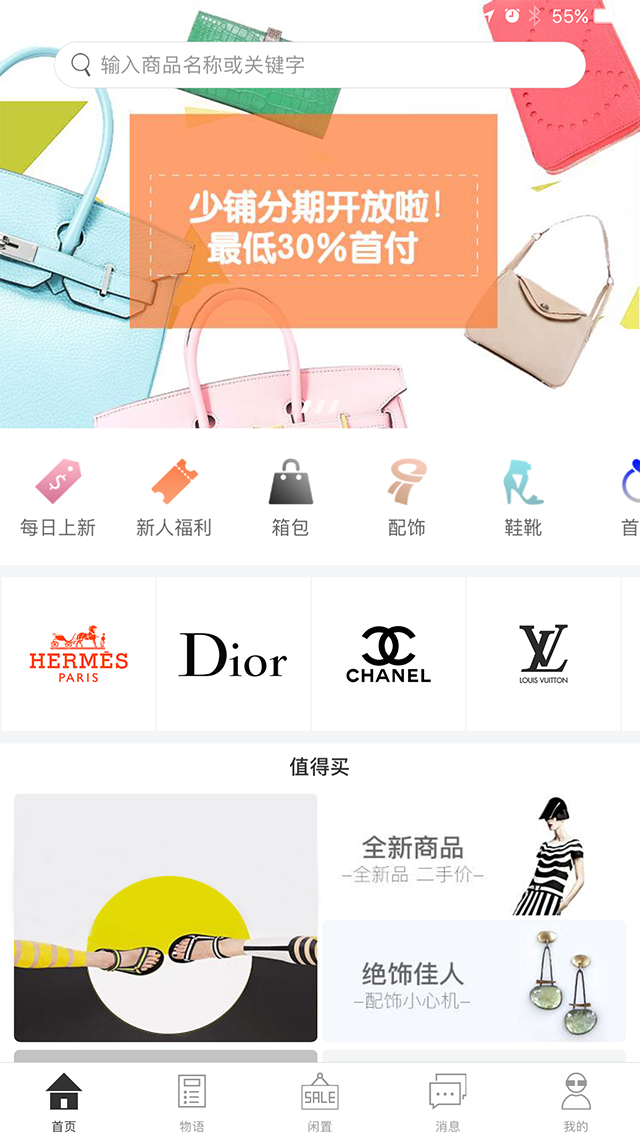 55%
输入商品名称或关键字
少铺分期开放啦！
最低30%首付
每日上新
新人福利
箱包
配饰
鞋靴
首
HERMÈS
PARIS
Dior
CHANEL
LOUIS VUITTON
值得买
全新商品
–全新品 二手价–
绝饰佳人
–配饰小心机–
SALE
首页
物语
闲置
消息
我的